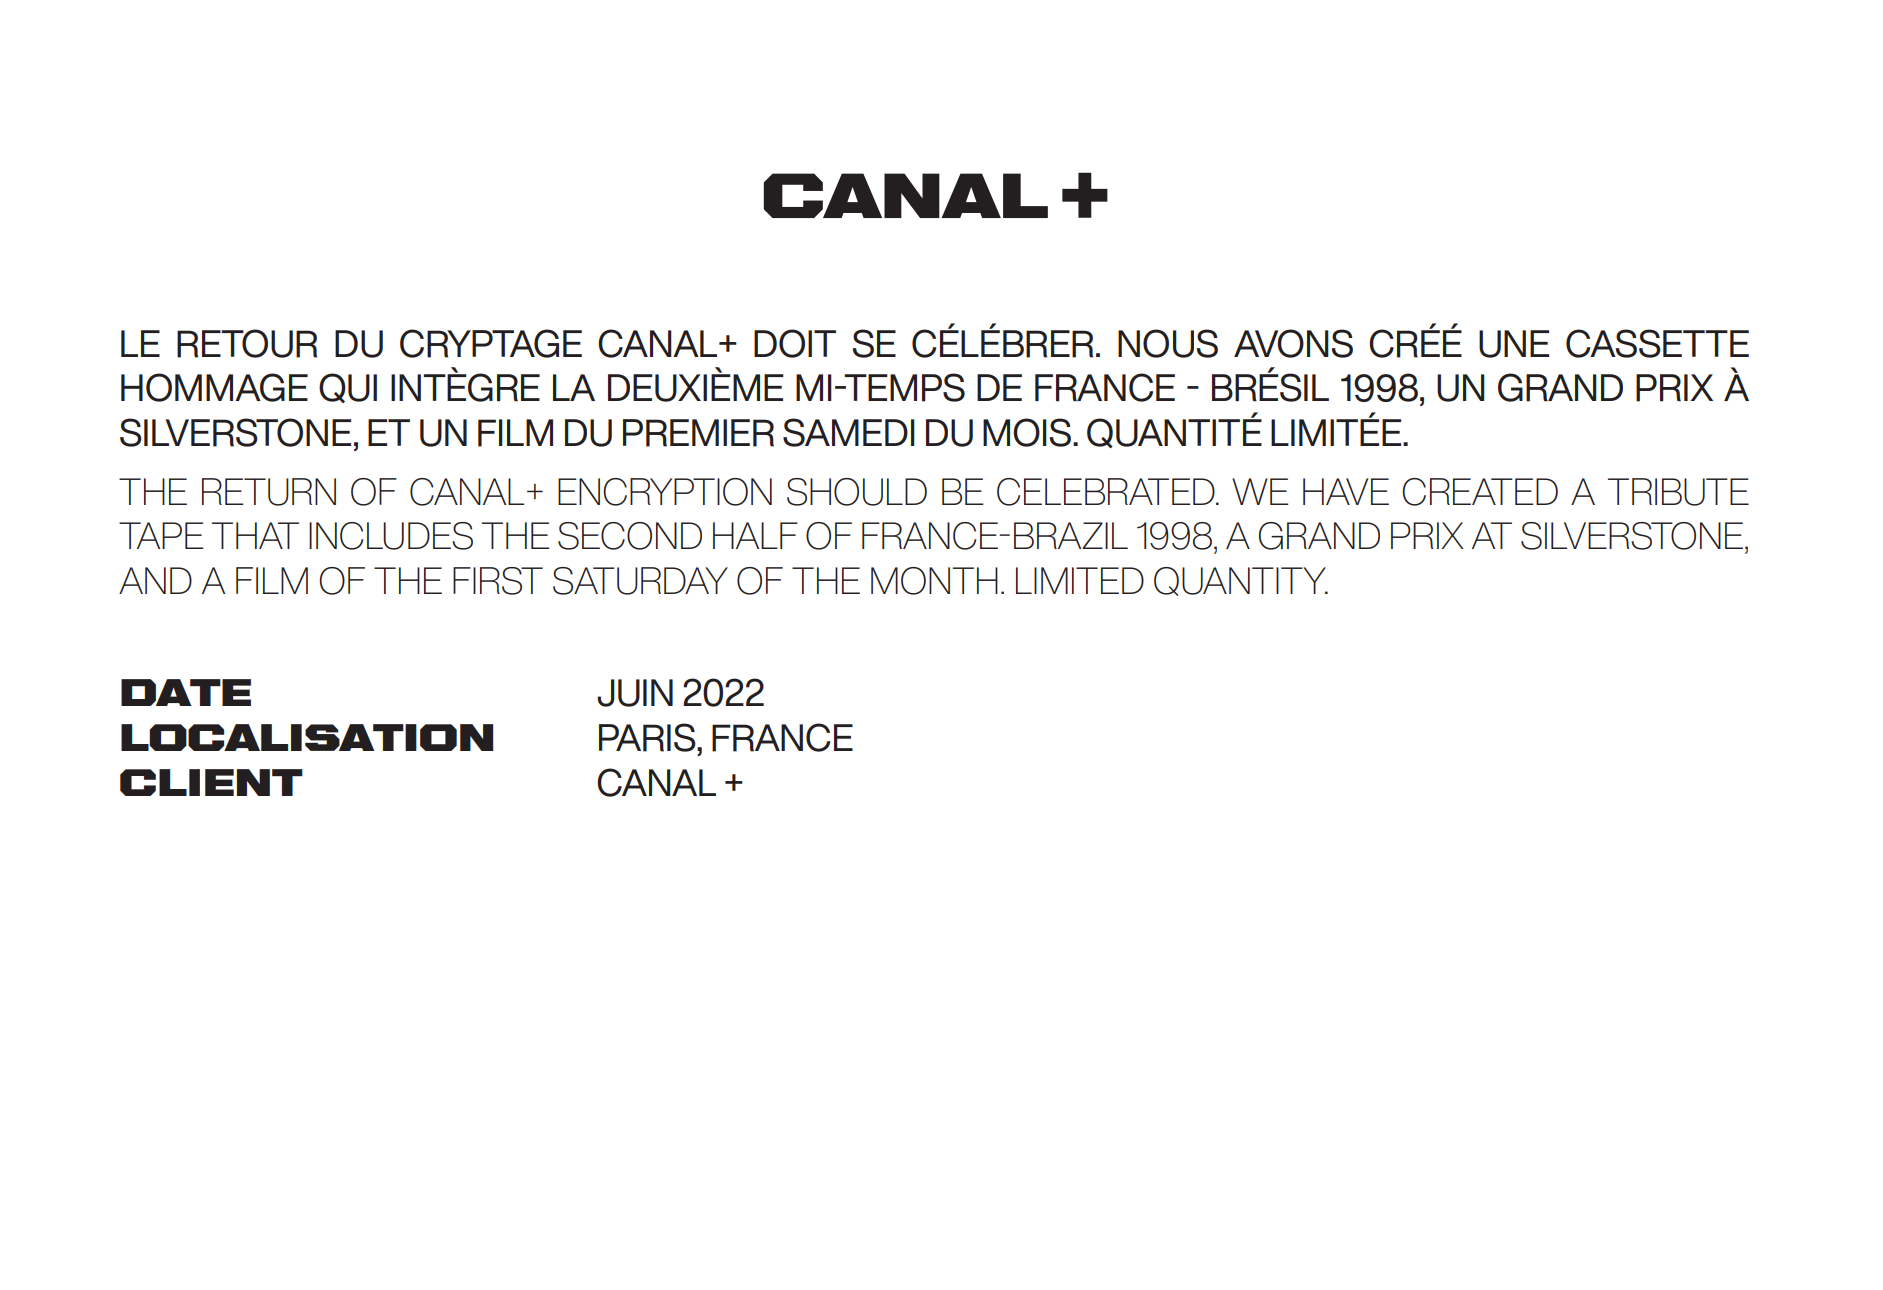 CANAL +
LE RETOUR DU CRYPTAGE CANAL+ DOIT SE CÉLÉBRER. NOUS AVONS CRÉÉ UNE CASSETTE
HOMMAGE QUI INTÈGRE LA DEUXIÈME MI-TEMPS DE FRANCE - BRÉSIL 1998, UN GRAND PRIX À
SILVERSTONE, ET UN FILM DU PREMIER SAMEDI DU MOIS. QUANTITÉ LIMITÉE.
THE RETURN OF CANAL+ ENCRYPTION SHOULD BE CELEBRATED. WE HAVE CREATED A TRIBUTE
TAPE THAT INCLUDES THE SECOND HALF OF FRANCE-BRAZIL 1998, A GRAND PRIX AT SILVERSTONE,
AND A FILM OF THE FIRST SATURDAY OF THE MONTH. LIMITED QUANTITY.
DATE JUIN 2022
LOCALISATION PARIS, FRANCE
CLIENT CANAL +